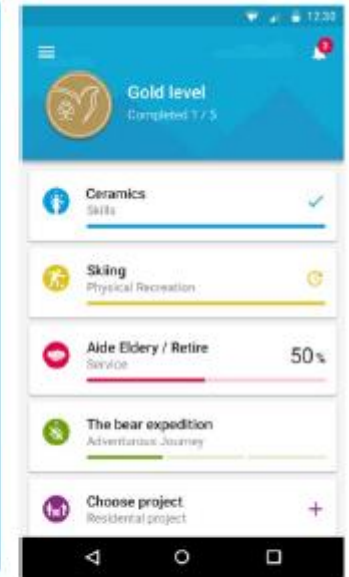 12:30
Gold level
Completed 1 / 5
Ceramics
Skills
Skiing
Physical Recreation
Aide Eldery / Retire
50%
Service
The bear expedition
Adventurous Journey
Choose project
Residental project